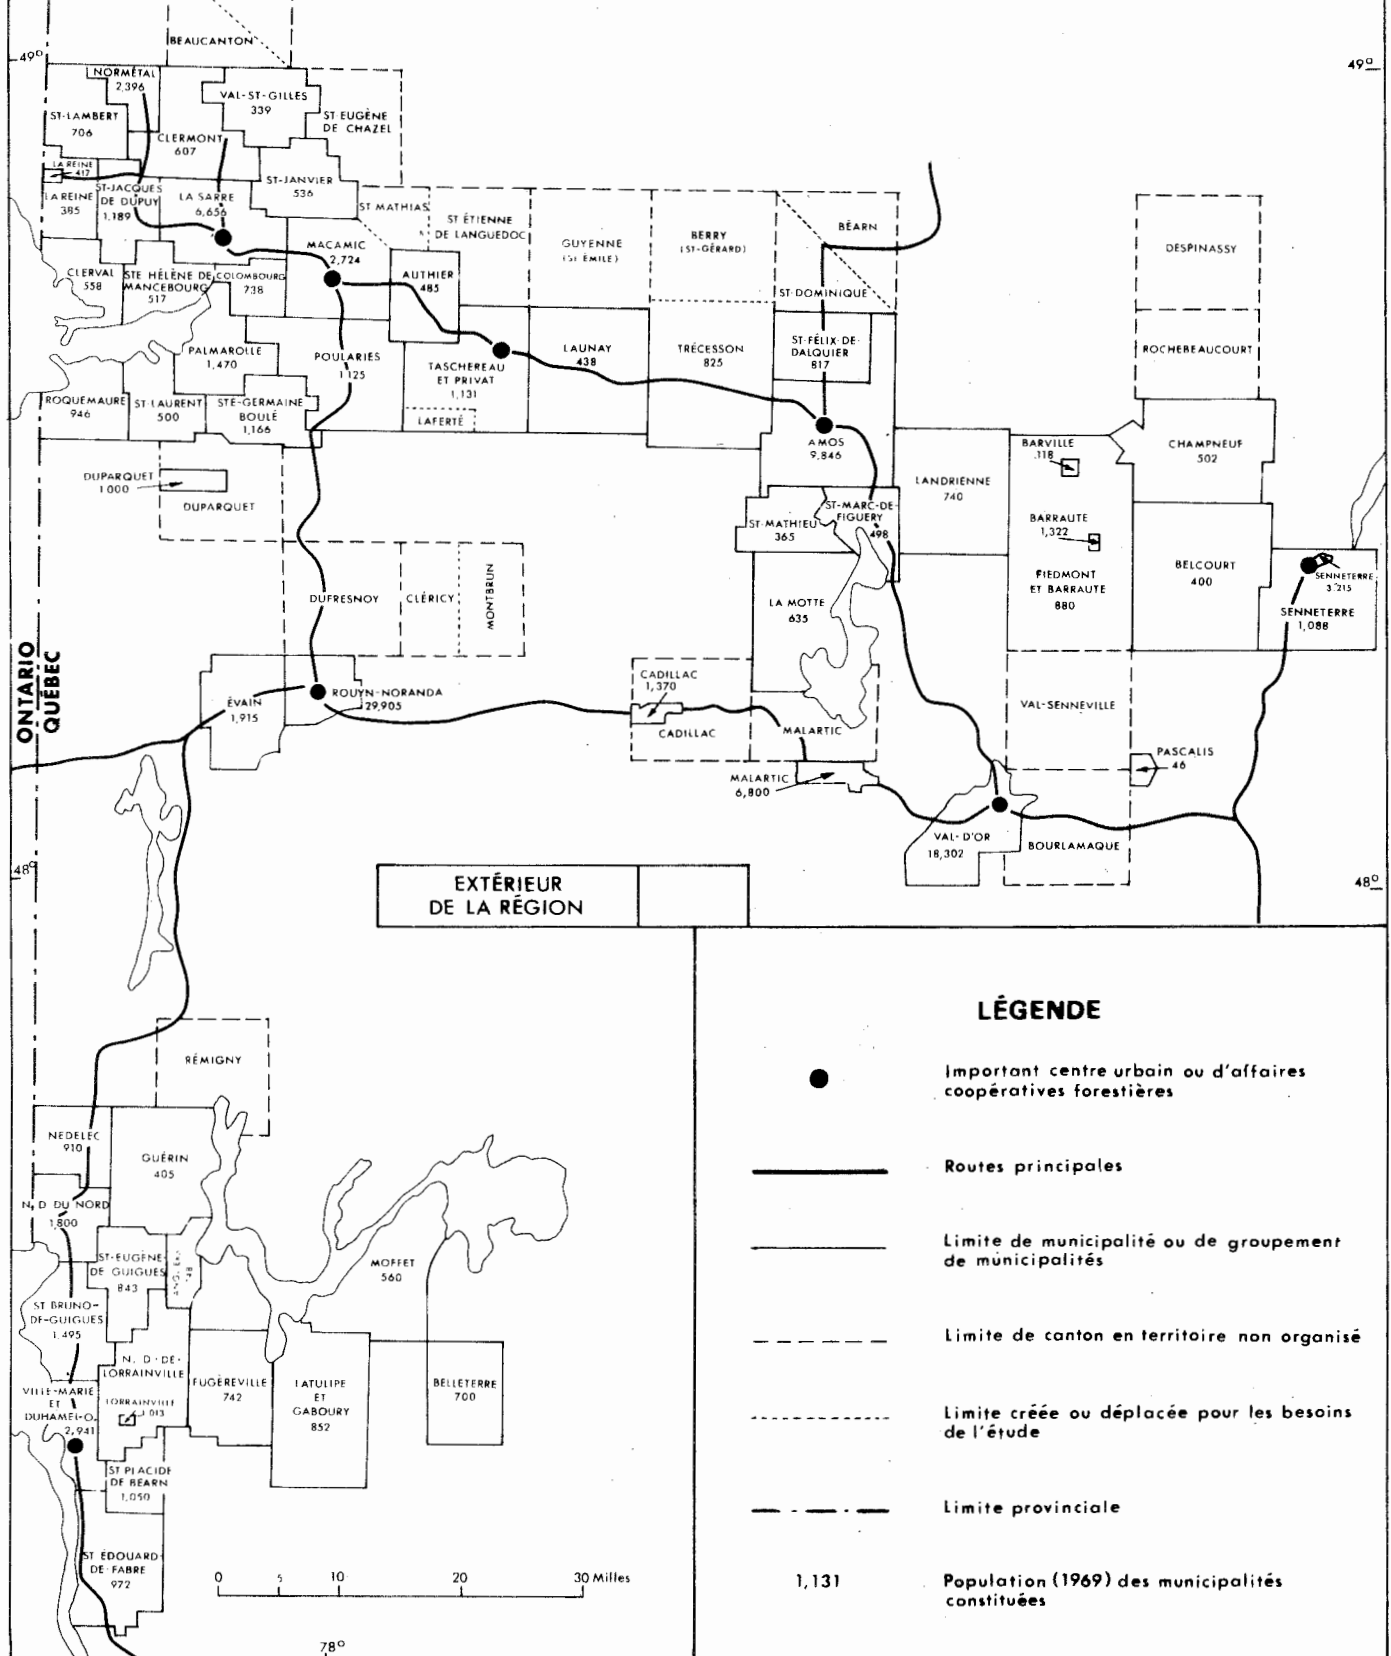 BEAUCANTON
49°
49°
NORMÉTAL
2,396
VAL-ST-GILLES
339
ST-EUGÈNE
DE CHAZEL
ST-LAMBERT
706
CLERMONT
607
LA REINE
417
ST-JANVIER
536
LA REINE
385
ST-JACQUES
DE DUPUY
1,189
LA SARRE
6,656
ST MATHIAS
ST ÉTIENNE
DE LANGUEDOC
GUYENNE
(ST ÉMILE)
BERRY
(ST-GÉRARD)
BÉARN
ST-DOMINIQUE
DESPINASSY
MACAMIC
2,724
AUTHIER
485
CLERVAL
558
STE HÉLÈNE DE
MANCEBOURG
517
COLOMBOURG
738
ROCHEBEAUCOURT
PALMAROLLE
1,470
POULARIES
1125
TASCHEREAU
ET PRIVAT
1,131
LAFERTÉ
LAUNAY
438
TRÉCESSON
825
ST-FÉLIX-DE-
DALQUIER
817
ROQUEMAURE
946
ST-LAURENT
500
STE-GERMAINE
BOULÉ
1,166
AMOS
9,846
BARVILLE
118
CHAMPNEUF
502
DUPARQUET
1000
DUPARQUET
LANDRIENNE
740
ST-MATHIEU
365
ST-MARC-DE-
FIGUERY
498
BARRAUTE
1,322
FIEDMONT
ET BARRAUTE
880
BELCOURT
400
SENNETERRE
3,215
SENNETERRE
1,088
DUFRESNOY
CLÉRICY
MONTBRUN
LA MOTTE
635
ONTARIO
QUÉBEC
ÉVAIN
1,915
ROUYN-NORANDA
29,905
CADILLAC
1,370
CADILLAC
MALARTIC
VAL-SENNEVILLE
PASCALIS
46
MALARTIC
6,800
VAL-D'OR
18,302
BOURLAMAQUE
48°
48°
EXTÉRIEUR
DE LA RÉGION
RÉMIGNY
NEDELEC
910
GUÉRIN
405
N. D DU NORD
1,800
ST-EUGÈNE-
DE GUIGUES
843
MOFFET
560
ST BRUNO-
DE-GUIGUES
1,495
N. D-DE-
LORRAINVILLE
LORRAINVILLE
1,013
FUGÈREVILLE
742
LATULIPE
ET
GABOURY
852
BELLETERRE
700
VILLE-MARIE
ET
DUHAMEL-O.
2,941
ST PLACIDE
DE BÉARN
1,050
ST ÉDOUARD-
DE-FABRE
972
0 5 10 20 30 Milles
78°
LÉGENDE
Important centre urbain ou d'affaires
coopératives forestières
Routes principales
Limite de municipalité ou de groupement
de municipalités
Limite de canton en territoire non organisé
Limite créée ou déplacée pour les besoins
de l'étude
Limite provinciale
1,131 Population (1969) des municipalités
constituées